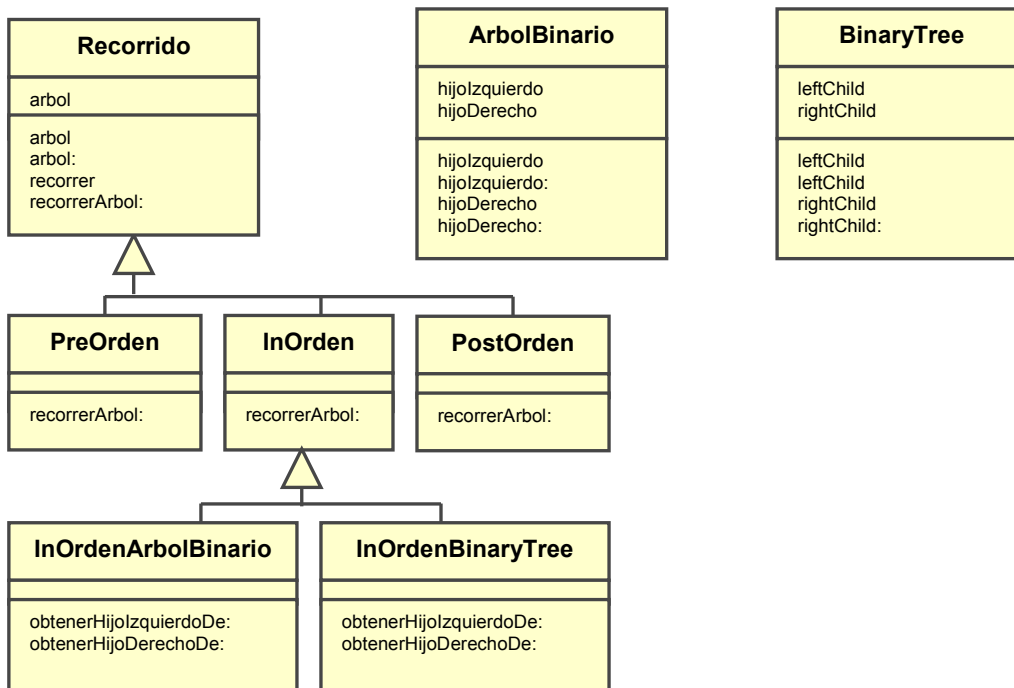 Recorrido
arbol
arbol
arbol:
recorrer
recorrerArbol:
ArbolBinario
hijoIzquierdo
hijoDerecho
hijoIzquierdo
hijoIzquierdo:
hijoDerecho
hijoDerecho:
BinaryTree
leftChild
rightChild
leftChild
leftChild
rightChild
rightChild:
PreOrden
recorrerArbol:
InOrden
recorrerArbol:
PostOrden
recorrerArbol:
InOrdenArbolBinario
obtenerHijoIzquierdoDe:
obtenerHijoDerechoDe:
InOrdenBinaryTree
obtenerHijoIzquierdoDe:
obtenerHijoDerechoDe: